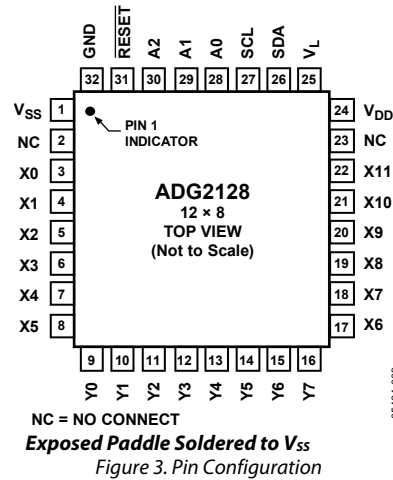 GND RESET A2 A1 A0 SCL SDA VL
32 31 30 29 28 27 26 25
VSS 1 24 VDD
PIN 1
INDICATOR
NC 2 23 NC
X0 3 22 X11
X1 4 21 X10
X2 5 20 X9
X3 6 19 X8
X4 7 18 X7
X5 8 17 X6
ADG2128
12 × 8
TOP VIEW
(Not to Scale)
9 10 11 12 13 14 15 16
Y0 Y1 Y2 Y3 Y4 Y5 Y6 Y7
NC = NO CONNECT
Exposed Paddle Soldered to VSS
Figure 3. Pin Configuration